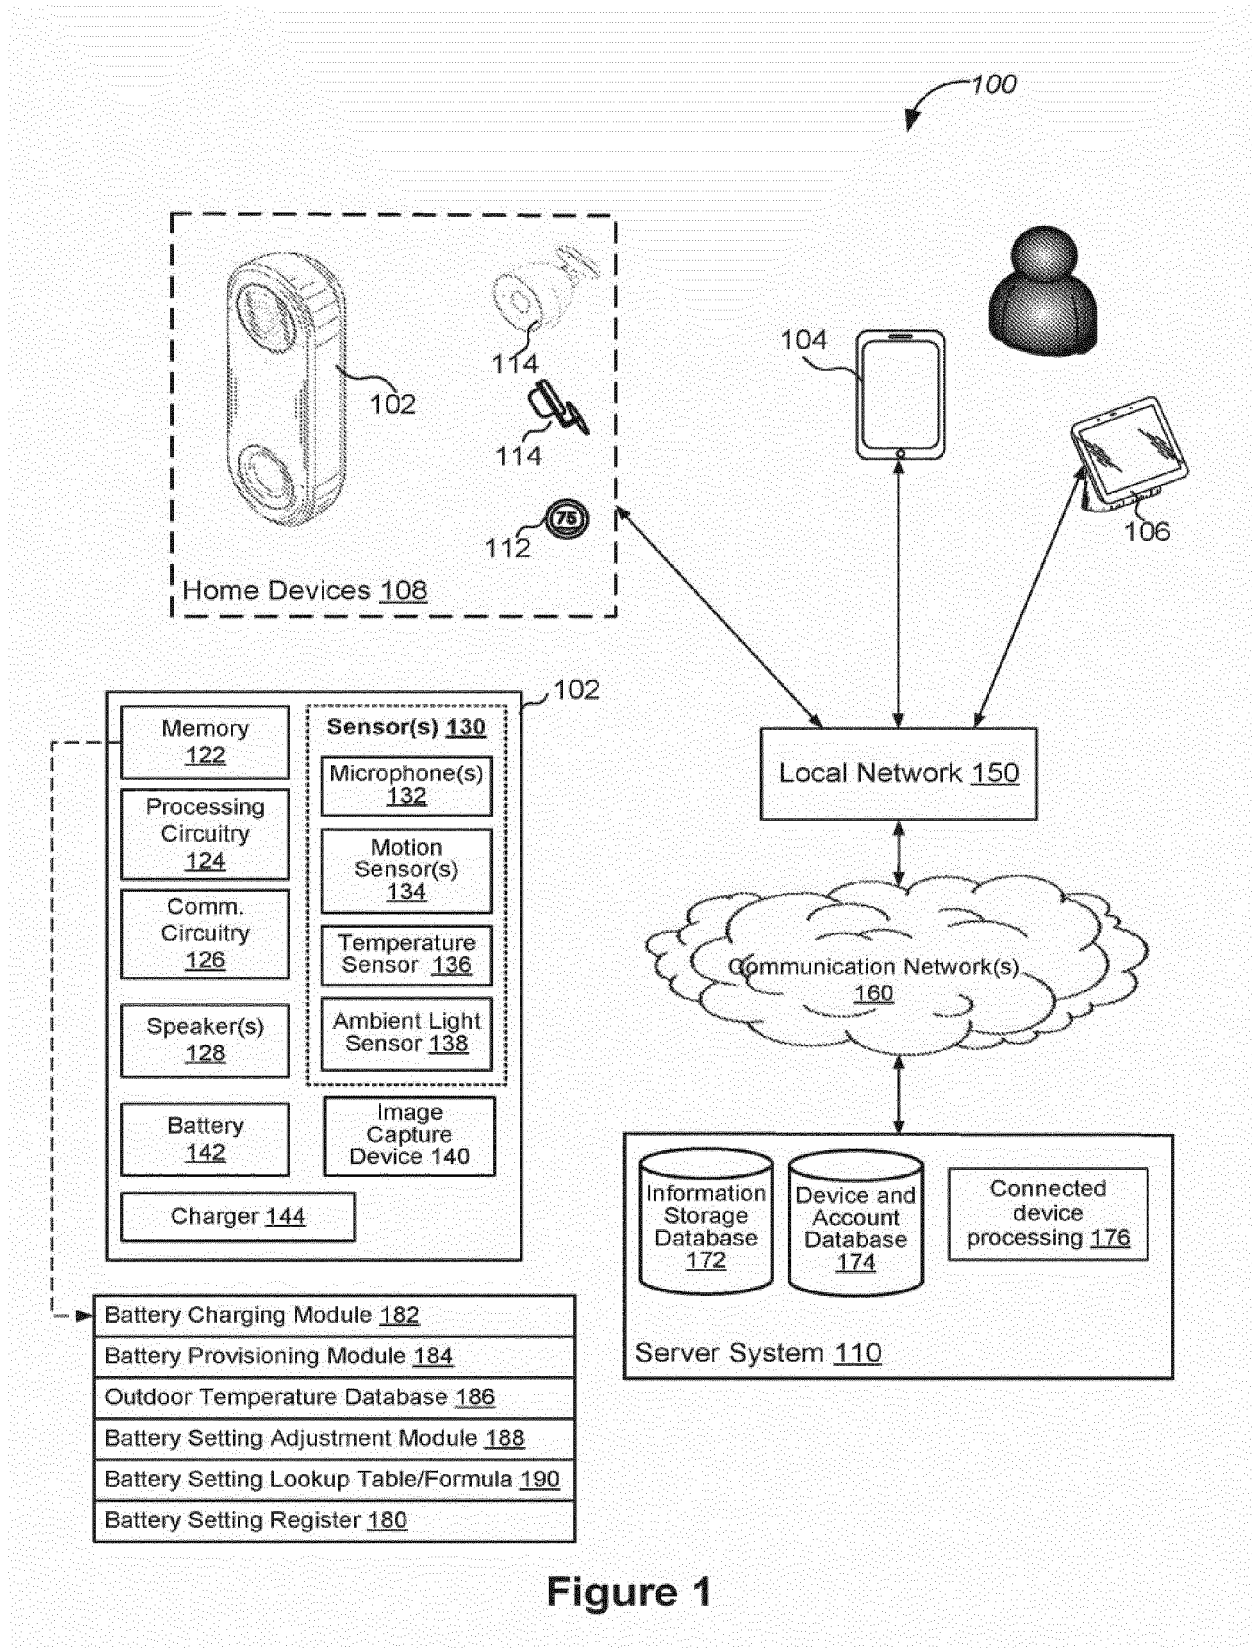 100
104
106
102
114
114
75
112
Home Devices 108
102
Memory
122
Processing
Circuitry
124
Comm.
Circuitry
126
Speaker(s)
128
Battery
142
Charger 144
Sensor(s) 130
Microphone(s)
132
Motion
Sensor(s)
134
Temperature
Sensor 136
Ambient Light
Sensor 138
Image
Capture
Device 140
Local Network 150
Communication Network(s)
160
Information
Storage
Database
172
Device and
Account
Database
174
Connected
device
processing 176
Server System 110
Battery Charging Module 182
Battery Provisioning Module 184
Outdoor Temperature Database 186
Battery Setting Adjustment Module 188
Battery Setting Lookup Table/Formula 190
Battery Setting Register 180
Figure 1